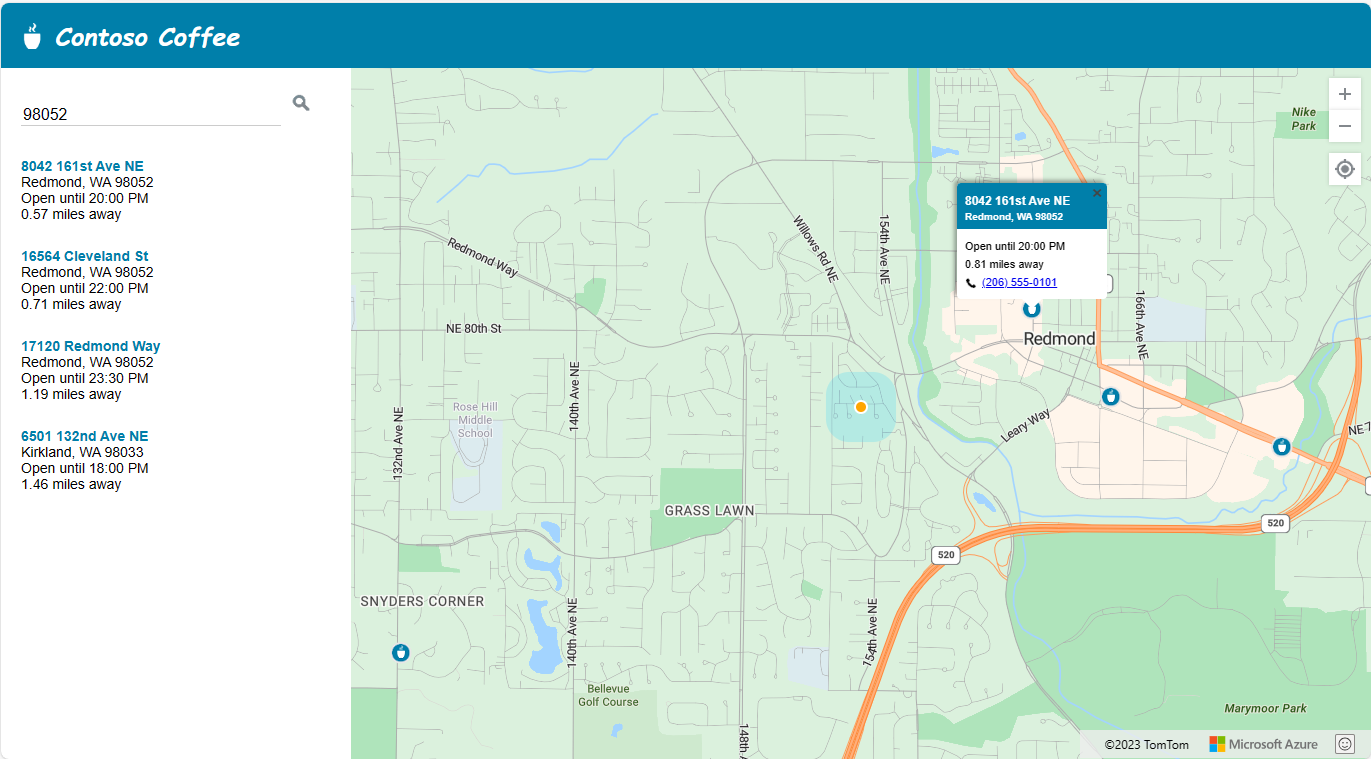 Contoso Coffee
98052
8042 161st Ave NE
Redmond, WA 98052
Open until 20:00 PM
0.57 miles away
16564 Cleveland St
Redmond, WA 98052
Open until 22:00 PM
0.71 miles away
17120 Redmond Way
Redmond, WA 98052
Open until 23:30 PM
1.19 miles away
6501 132nd Ave NE
Kirkland, WA 98033
Open until 18:00 PM
1.46 miles away
Nike
Park
8042 161st Ave NE
Redmond, WA 98052
Open until 20:00 PM
0.81 miles away
(206) 555-0101
Willows Rd NE
154th Ave NE
Redmond Way
166th Ave NE
NE 80th St
Redmond
140th Ave NE
132nd Ave NE
Rose Hill
Middle
School
Leary Way
NE 7
GRASS LAWN
520
520
SNYDERS CORNER
140th Ave NE
154th Ave NE
Bellevue
Golf Course
148th A
Marymoor Park
©2023 TomTom
Microsoft Azure